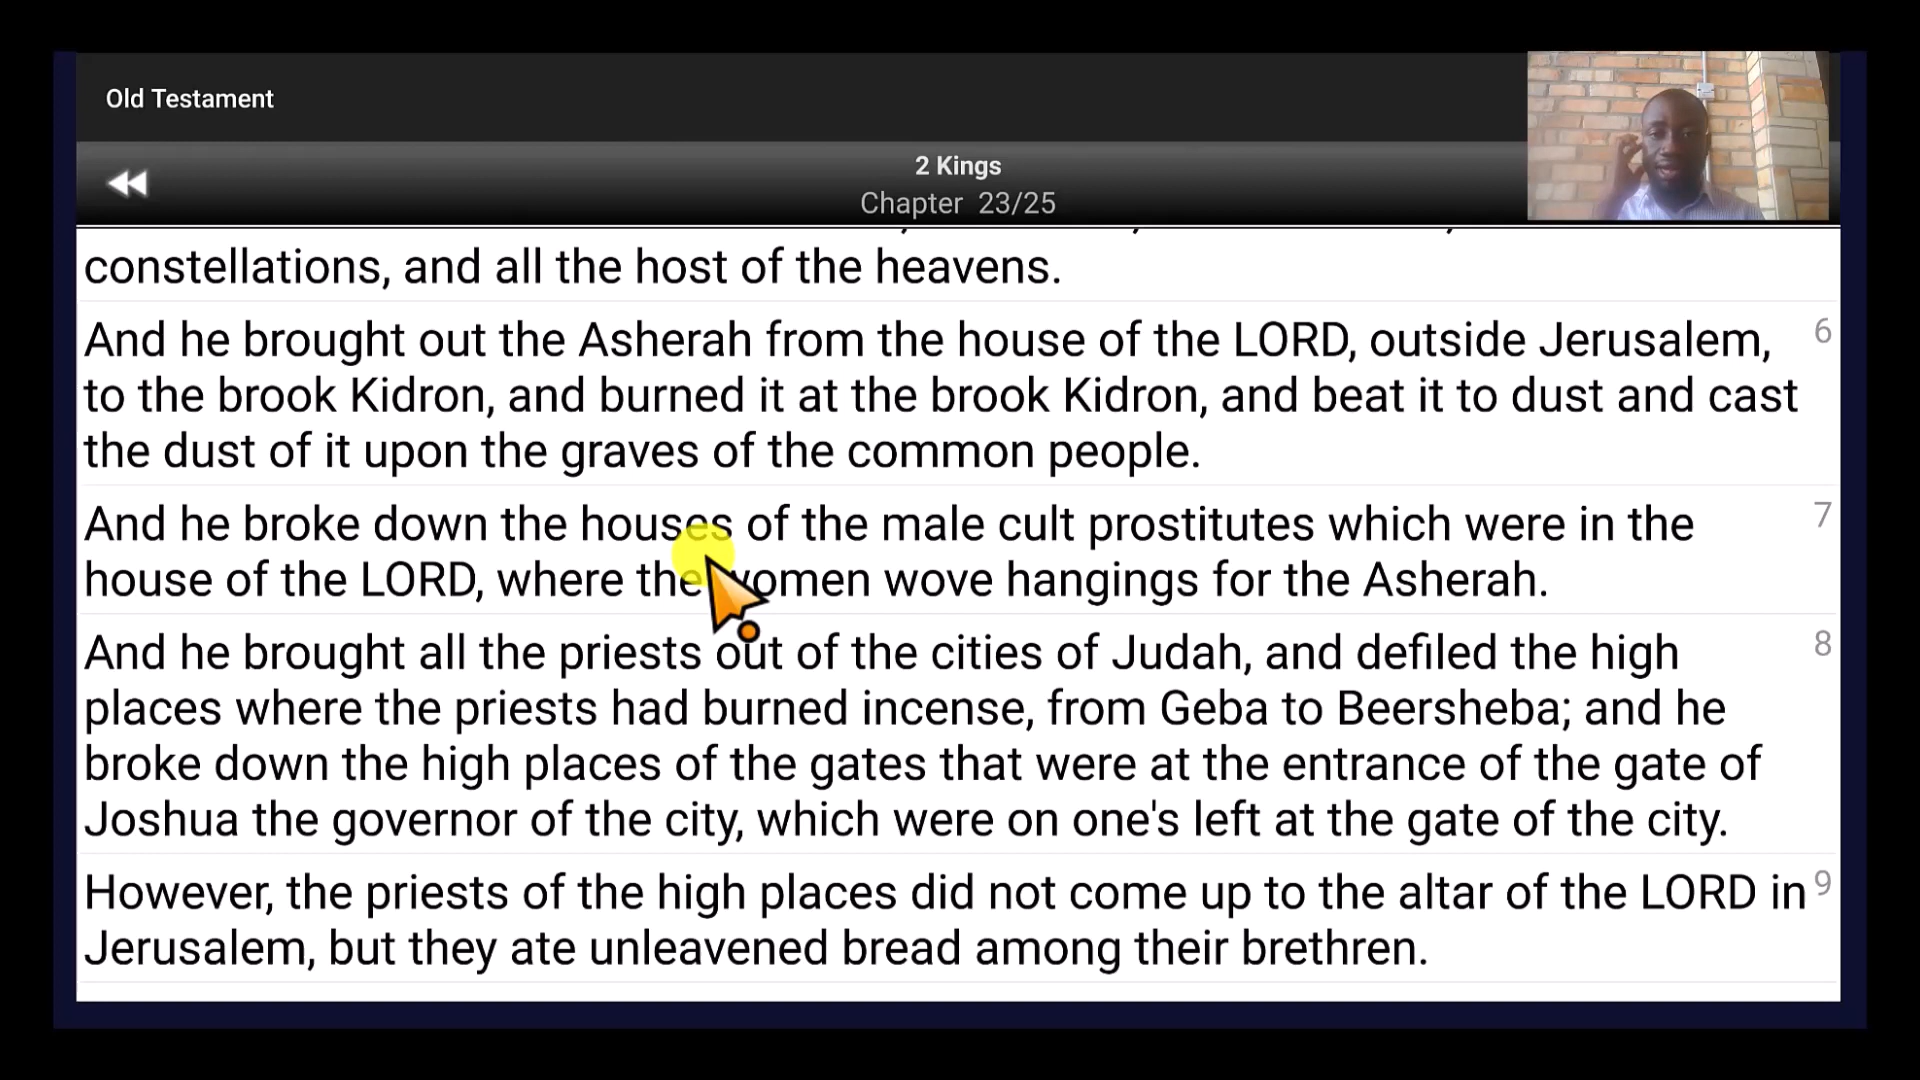 Old Testament
2 Kings
Chapter 23/25
constellations, and all the host of the heavens.
And he brought out the Asherah from the house of the LORD, outside Jerusalem, 6
to the brook Kidron, and burned it at the brook Kidron, and beat it to dust and cast
the dust of it upon the graves of the common people.
And he broke down the houses of the male cult prostitutes which were in the 7
house of the LORD, where the women wove hangings for the Asherah.
And he brought all the priests out of the cities of Judah, and defiled the high 8
places where the priests had burned incense, from Geba to Beersheba; and he
broke down the high places of the gates that were at the entrance of the gate of
Joshua the governor of the city, which were on one's left at the gate of the city.
However, the priests of the high places did not come up to the altar of the LORD in 9
Jerusalem, but they ate unleavened bread among their brethren.